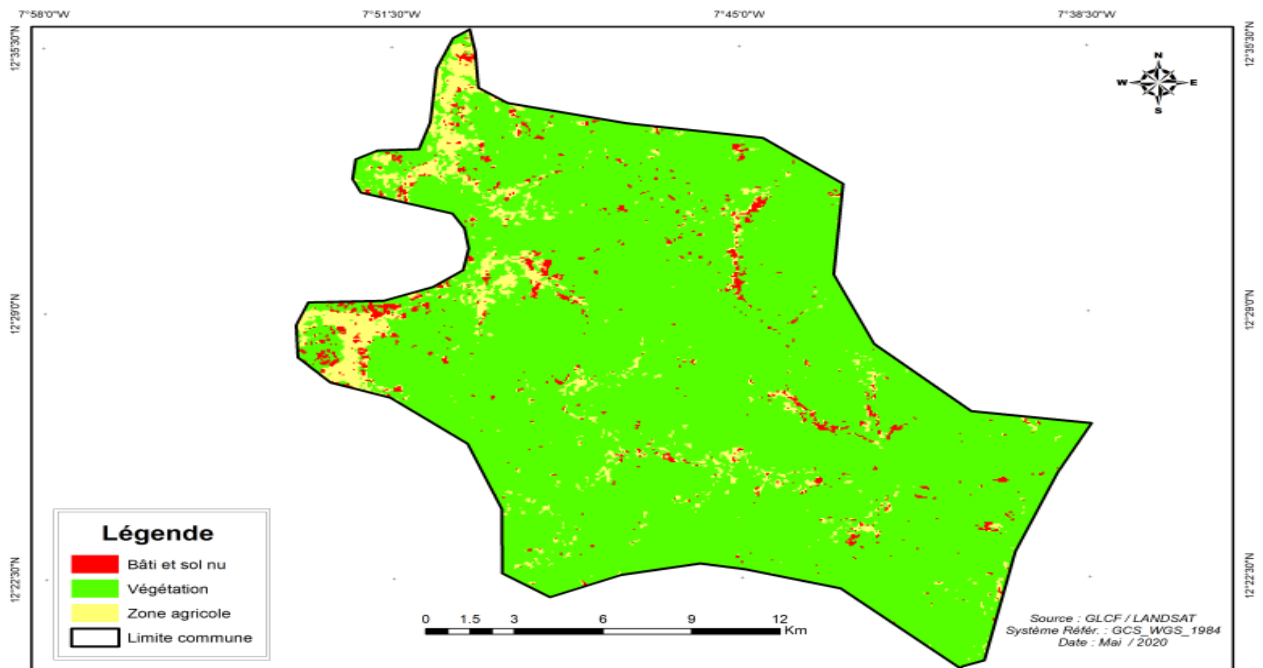 7°58'0"W 7°51'30"W 7°45'0"W 7°38'30"W
12°35'30"N
12°35'30"N
N
W E
S
12°29'0"N
12°29'0"N
12°22'30"N
12°22'30"N
Légende
Bâti et sol nu
Végétation
Zone agricole
Limite commune
0 1.5 3 6 9 12
Km
Source : GLCF / LANDSAT
Système Référ. : GCS_WGS_1984
Date : Mai / 2020